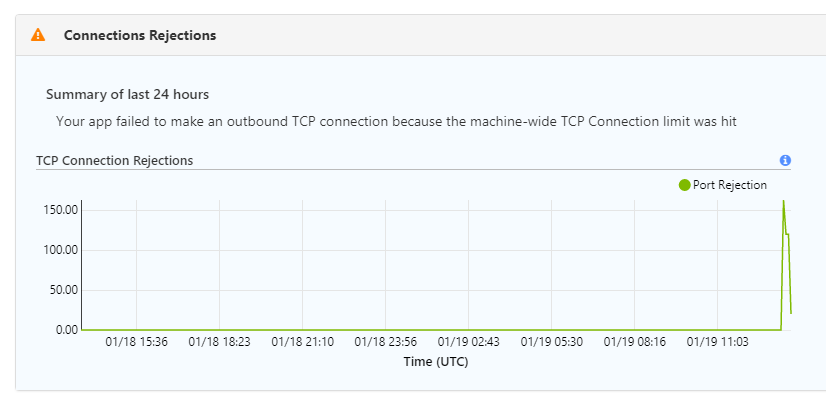 Connections Rejections
Summary of last 24 hours
Your app failed to make an outbound TCP connection because the machine-wide TCP Connection limit was hit
TCP Connection Rejections
Port Rejection
150.00
100.00
50.00
0.00
01/18 15:36 01/18 18:23 01/18 21:10 01/18 23:56 01/19 02:43 01/19 05:30 01/19 08:16 01/19 11:03
Time (UTC)